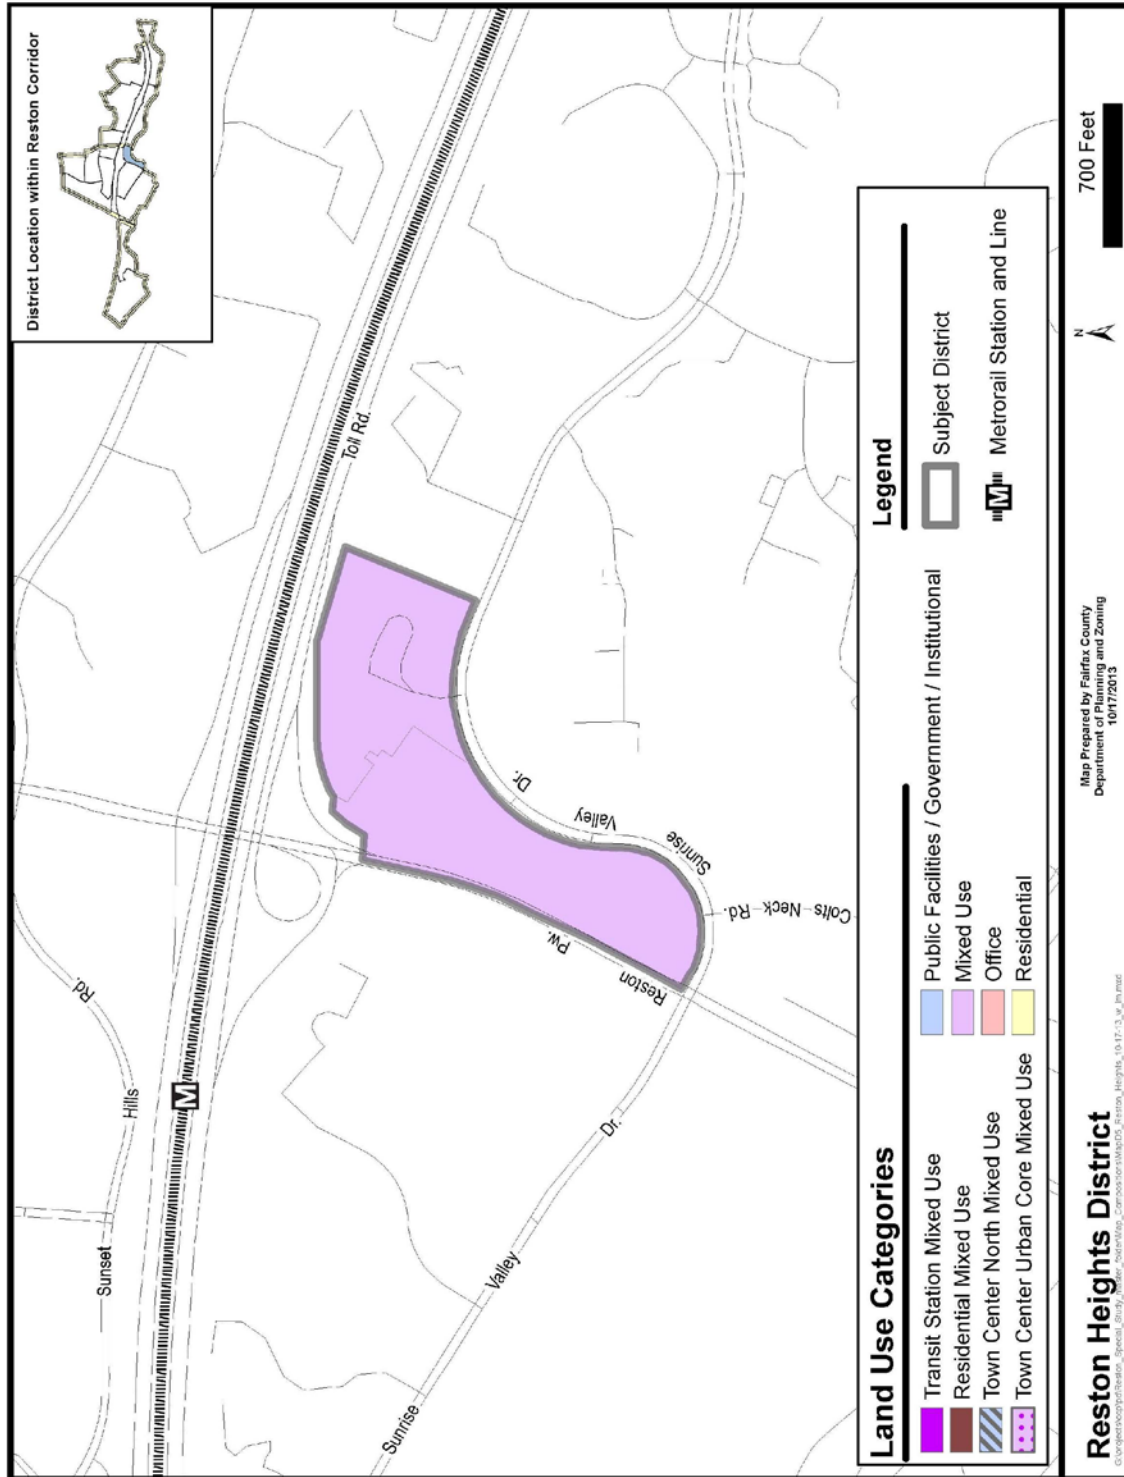 District Location within Reston Corridor
Sunset
Hills
Rd.
M
Toll Rd.
Sunrise
Valley
Dr.
Reston
Pw.
Sunrise
Valley
Dr.
Colts Neck Rd.
Land Use Categories
Transit Station Mixed Use
Residential Mixed Use
Town Center North Mixed Use
Town Center Urban Core Mixed Use
Public Facilities / Government / Institutional
Mixed Use
Office
Residential
Legend
Subject District
M Metrorail Station and Line
Reston Heights District
Map Prepared by Fairfax County
Department of Planning and Zoning
10/17/2013
N
700 Feet